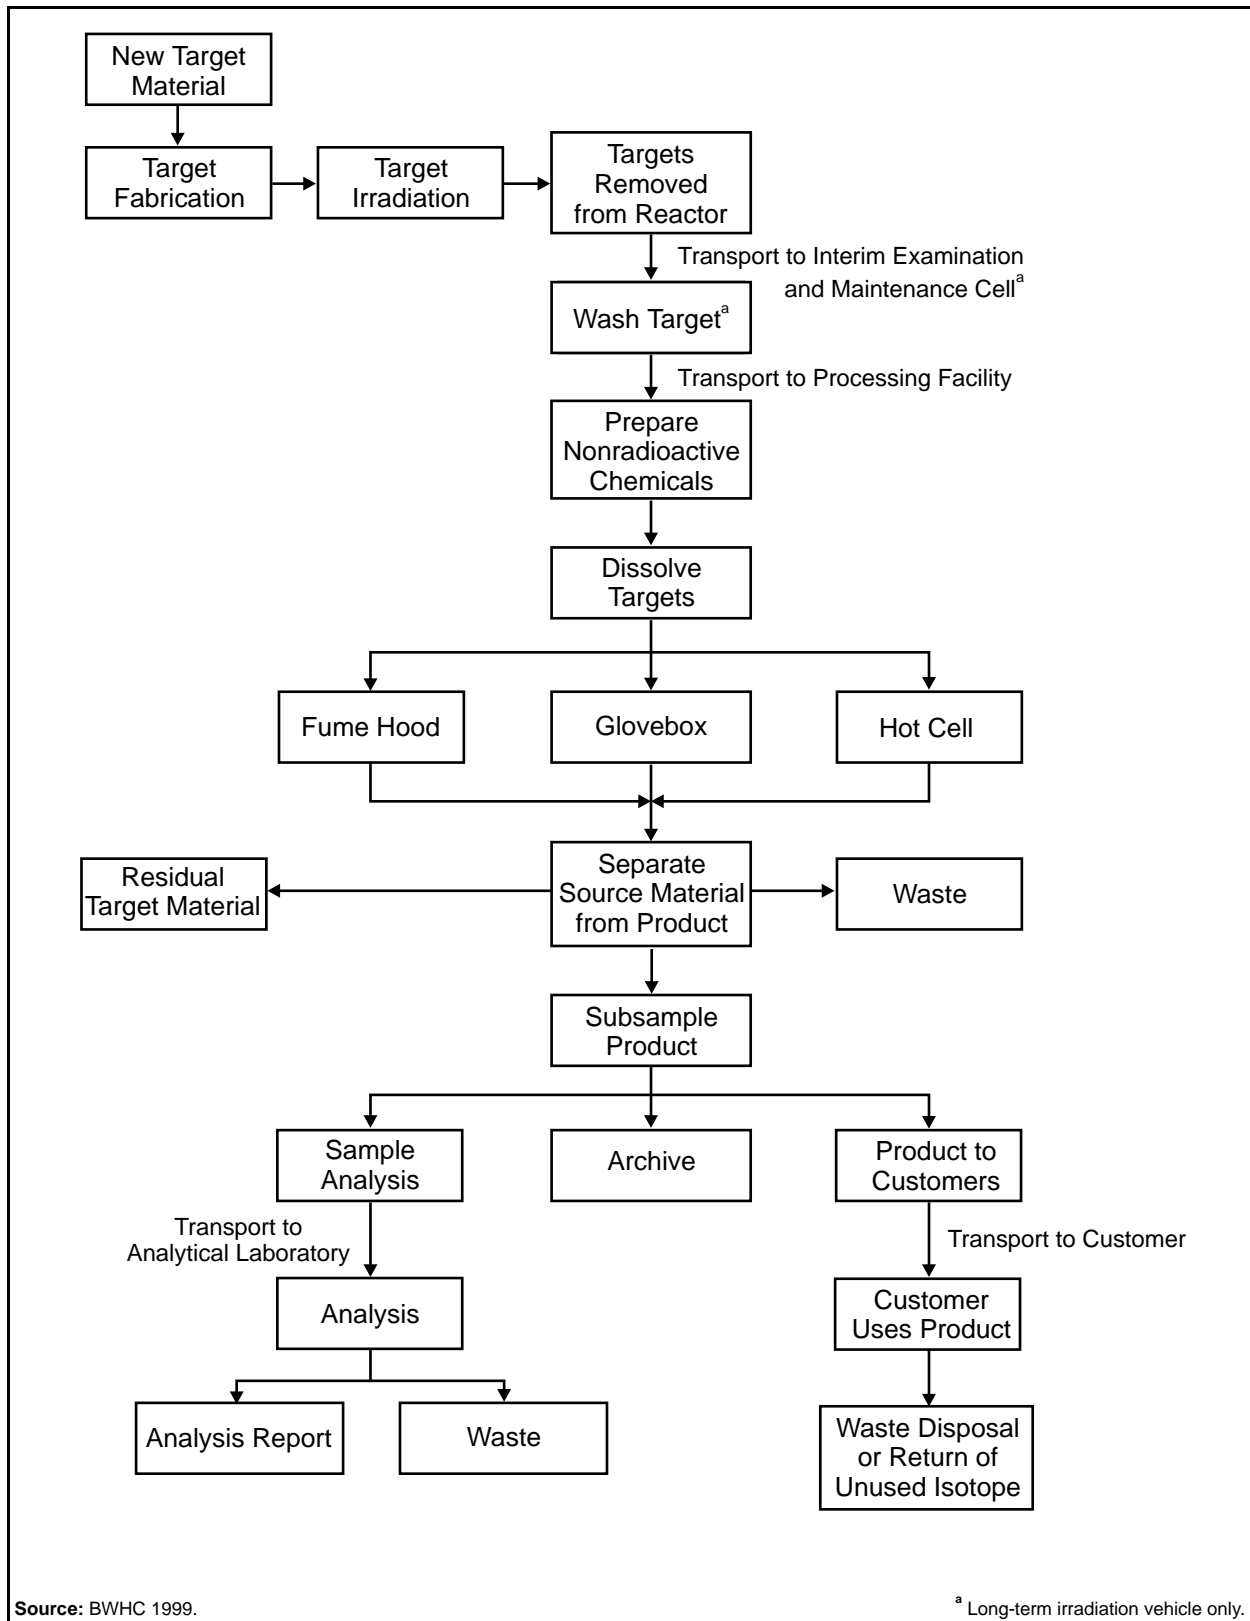 New Target
Material
Target
Fabrication
Target
Irradiation
Targets
Removed
from Reactor
Transport to Interim Examination
and Maintenance Cellᵃ
Wash Targetᵃ
Transport to Processing Facility
Prepare
Nonradioactive
Chemicals
Dissolve
Targets
Fume Hood
Glovebox
Hot Cell
Residual
Target Material
Separate
Source Material
from Product
Waste
Subsample
Product
Sample
Analysis
Archive
Product to
Customers
Transport to
Analytical Laboratory
Transport to Customer
Analysis
Customer
Uses Product
Analysis Report
Waste
Waste Disposal
or Return of
Unused Isotope
Source: BWHC 1999.
ᵃ Long-term irradiation vehicle only.